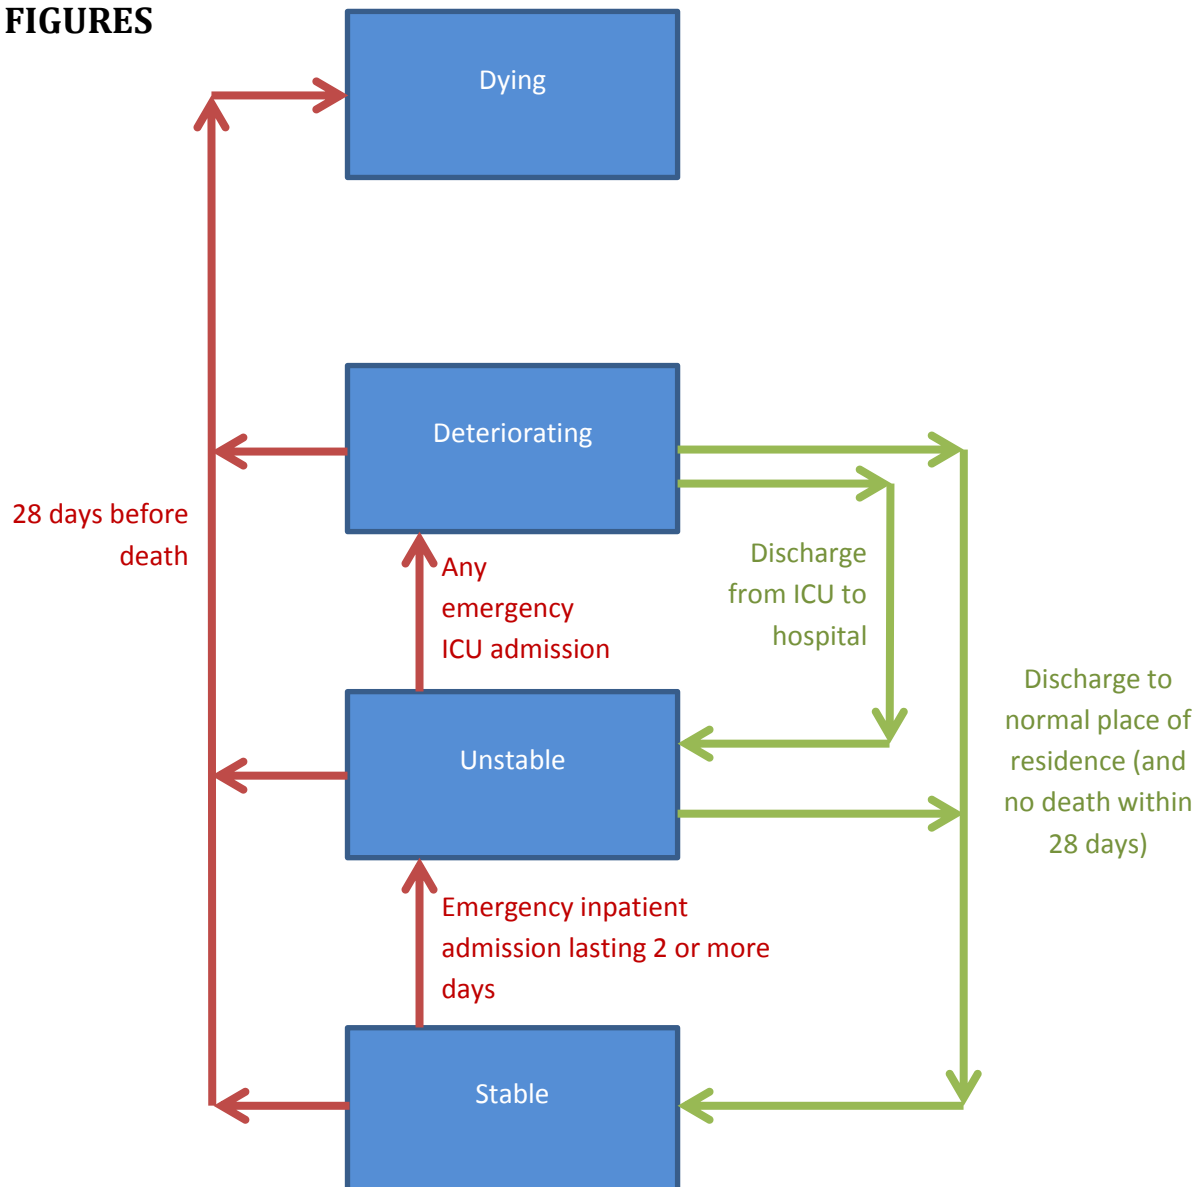 FIGURES
Dying
Deteriorating
28 days before
death
Any
emergency
ICU admission
Discharge
from ICU to
hospital
Discharge to
normal place of
residence (and
no death within
28 days)
Unstable
Emergency inpatient
admission lasting 2 or more
days
Stable